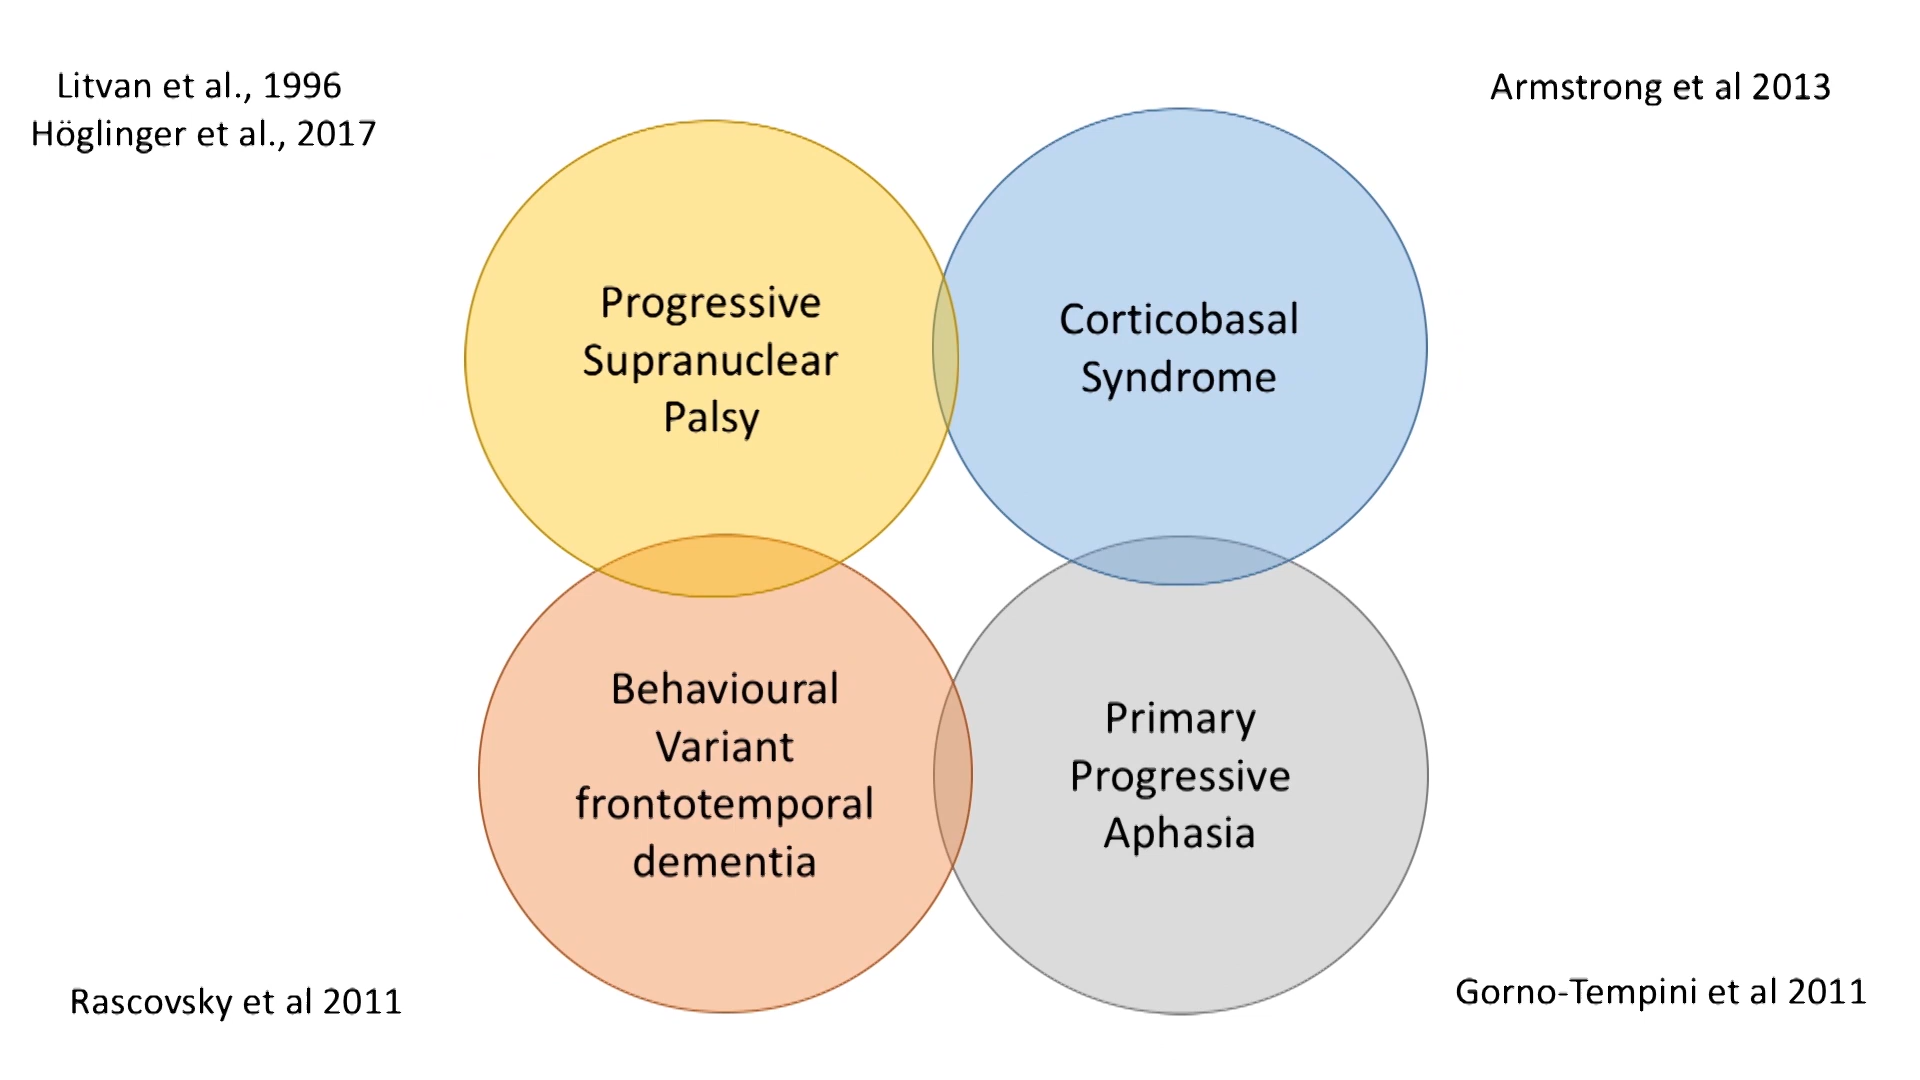 Litvan et al., 1996
Höglinger et al., 2017
Armstrong et al 2013
Progressive
Supranuclear
Palsy
Corticobasal
Syndrome
Behavioural
Variant
frontotemporal
dementia
Primary
Progressive
Aphasia
Rascovsky et al 2011
Gorno-Tempini et al 2011